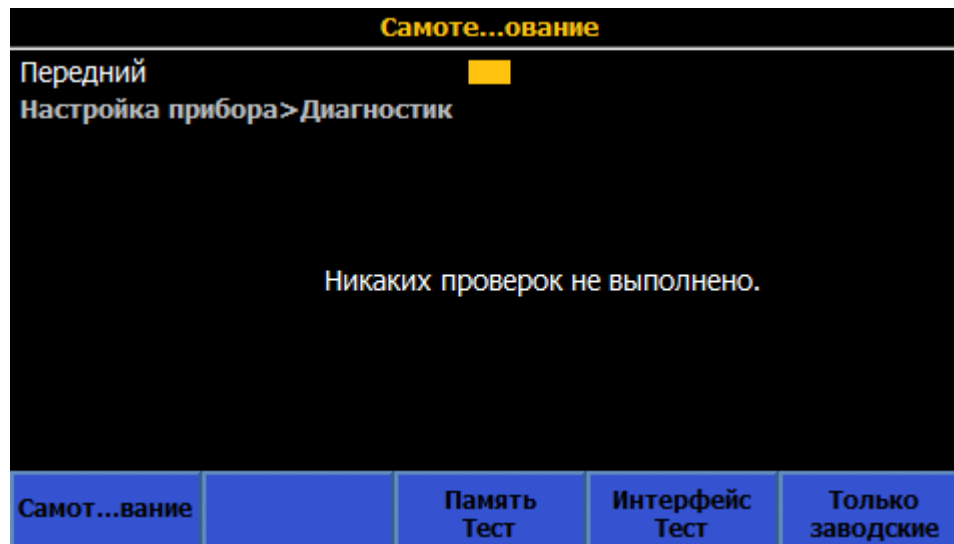 Самоте...ование
Передний
Настройка прибора>Диагностик
Никаких проверок не выполнено.
Самот...вание
Память
Тест
Интерфейс
Тест
Только
заводские